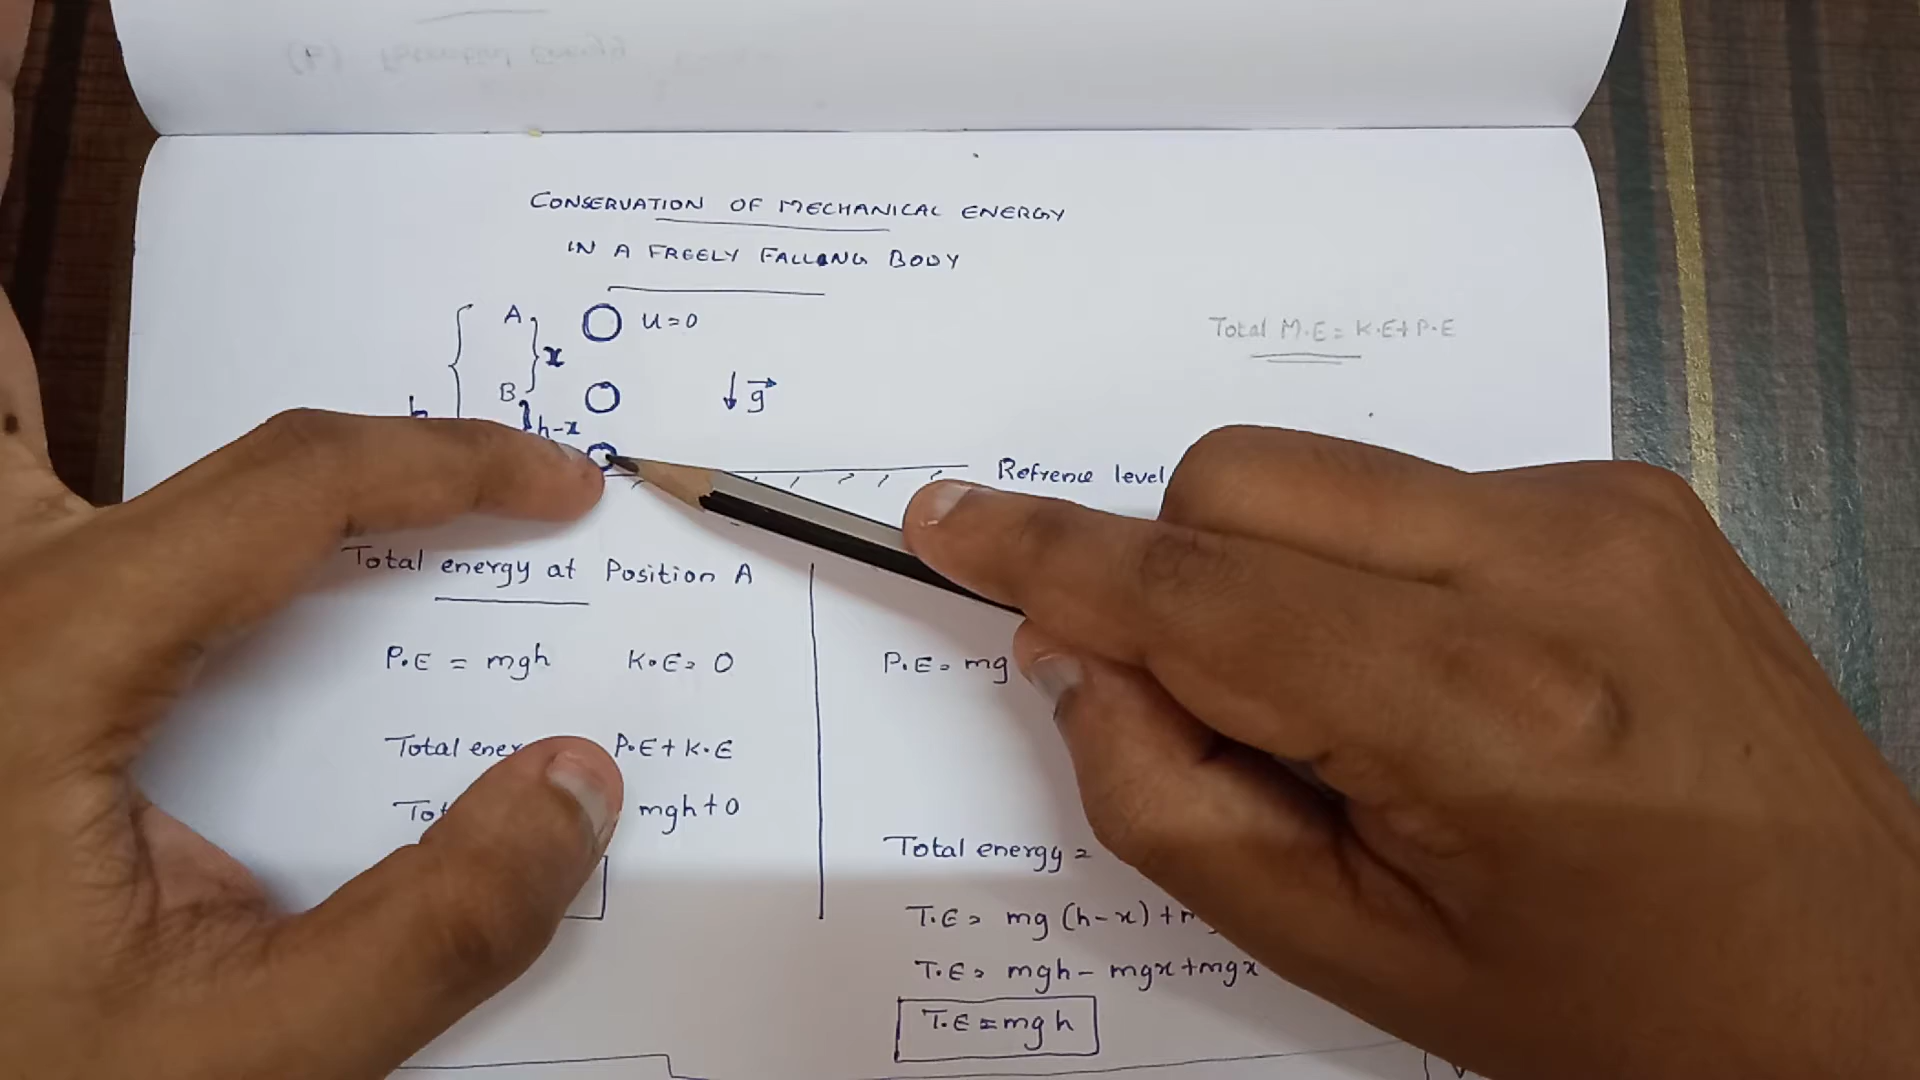 CONSERVATION OF MECHANICAL ENERGY
IN A FREELY FALLING BODY
A
u=0
x
Total M.E= K.E+P.E
B
↓g⃗
h
h-x
Refrence level
Total energy at Position A
P.E = mgh K.E= 0
P.E= mg
P.E+K.E
Total
mgh+0
Total energy =
T.E= mg (h-x)+
T.E= mgh- mgx+mgx
T.E=mgh